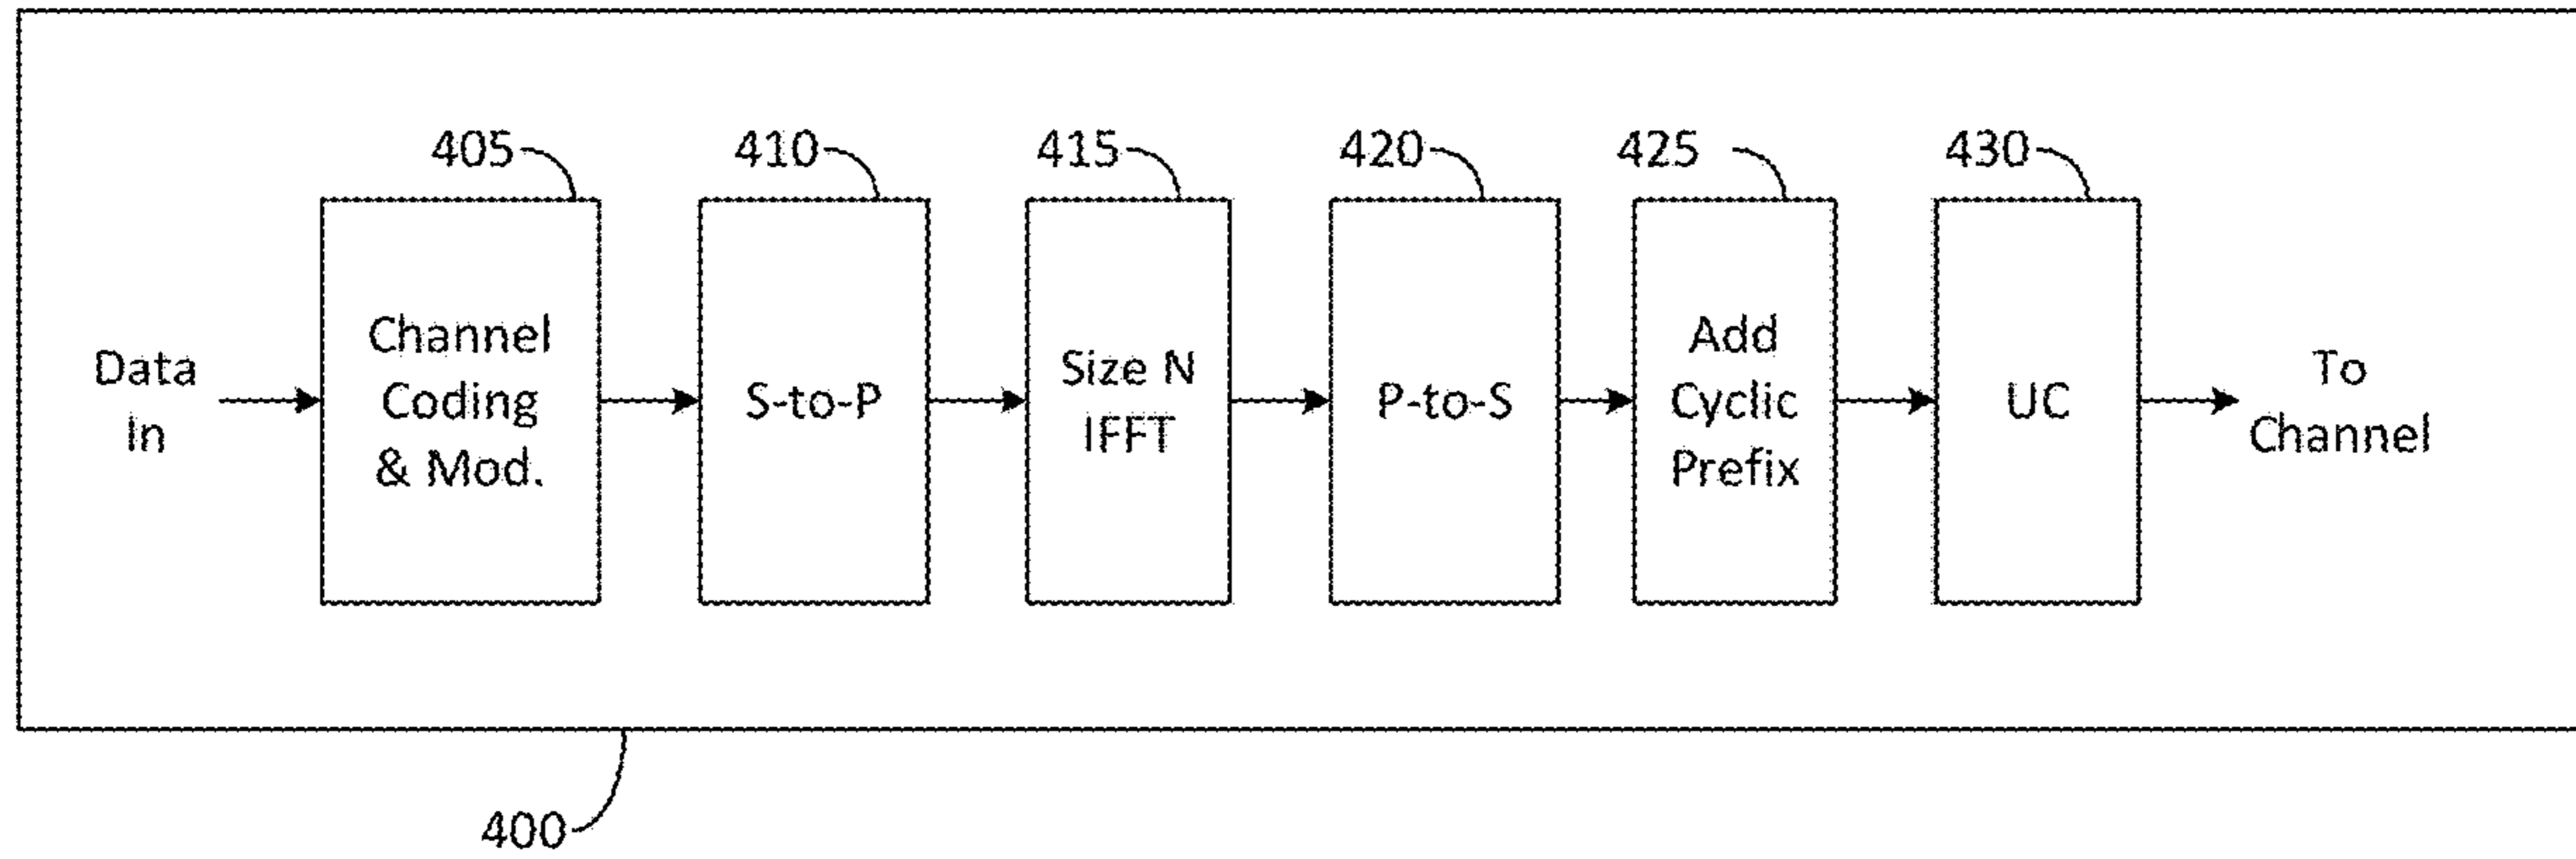 405
410
415
420
425
430
Data
In
Channel
Coding
& Mod.
S-to-P
Size N
IFFT
P-to-S
Add
Cyclic
Prefix
UC
To
Channel
400